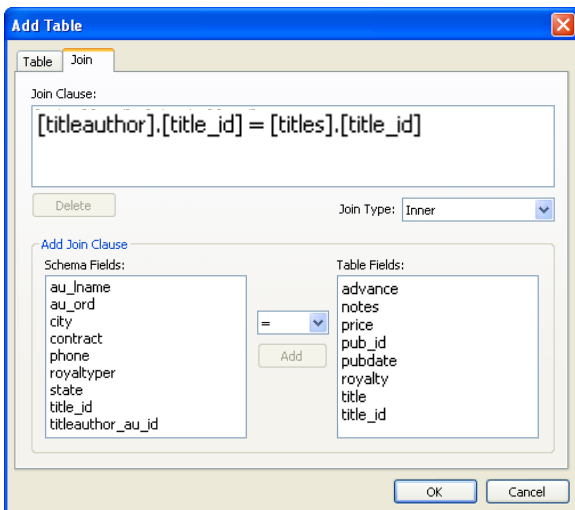 Add Table
Table Join
Join Clause:
[titleauthor].[title_id] = [titles].[title_id]
Delete
Join Type: Inner
Add Join Clause
Schema Fields:
au_lname
au_ord
city
contract
phone
royaltyper
state
title_id
titleauthor_au_id
=
Add
Table Fields:
advance
notes
price
pub_id
pubdate
royalty
title
title_id
OK Cancel